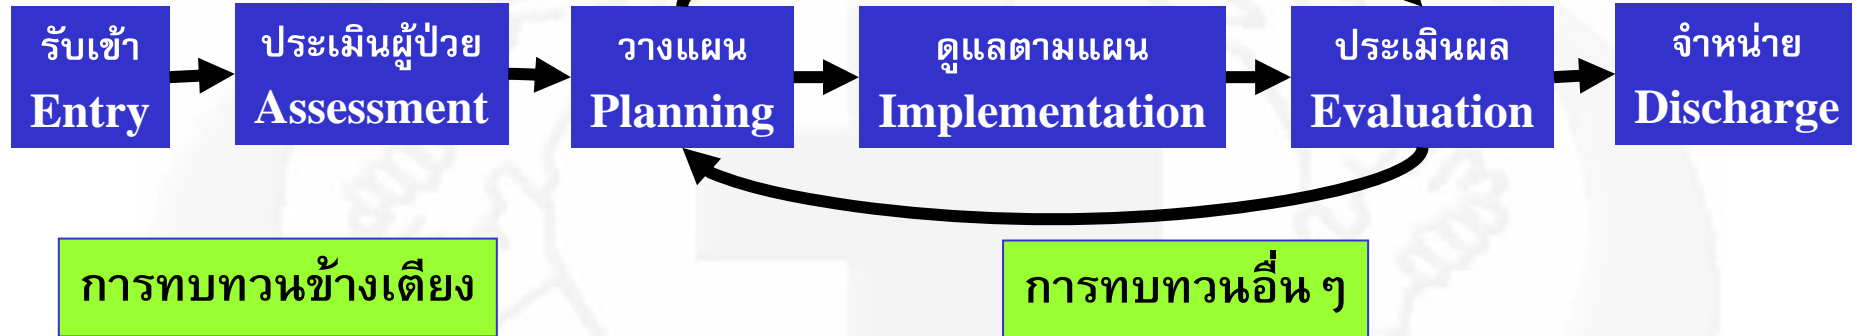 รับเข้า
Entry
ประเมินผู้ป่วย
Assessment
วางแผน
Planning
ดูแลตามแผน
Implementation
ประเมินผล
Evaluation
จำหน่าย
Discharge
การทบทวนข้างเตียง
การทบทวนอื่น ๆ